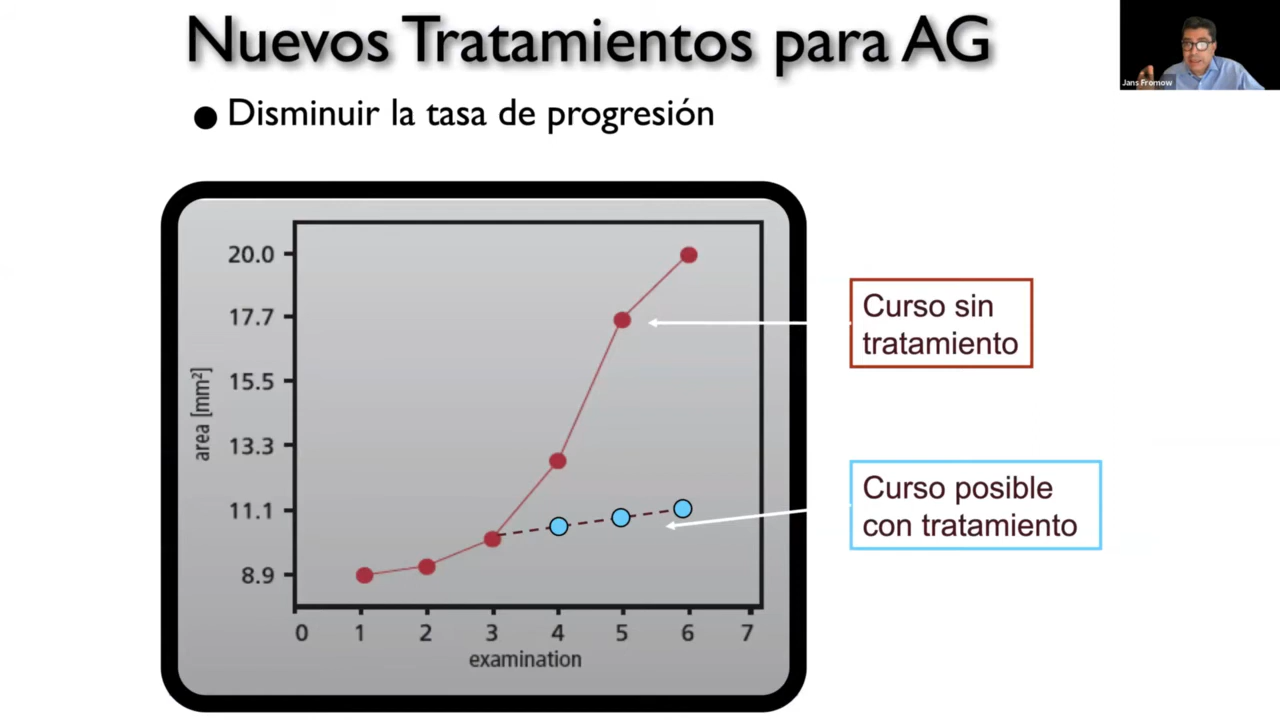 Nuevos Tratamientos para AG
Jans Fromow
● Disminuir la tasa de progresión
20.0
17.7
15.5
13.3
11.1
8.9
area [mm²]
0 1 2 3 4 5 6 7
examination
Curso sin
tratamiento
Curso posible
con tratamiento